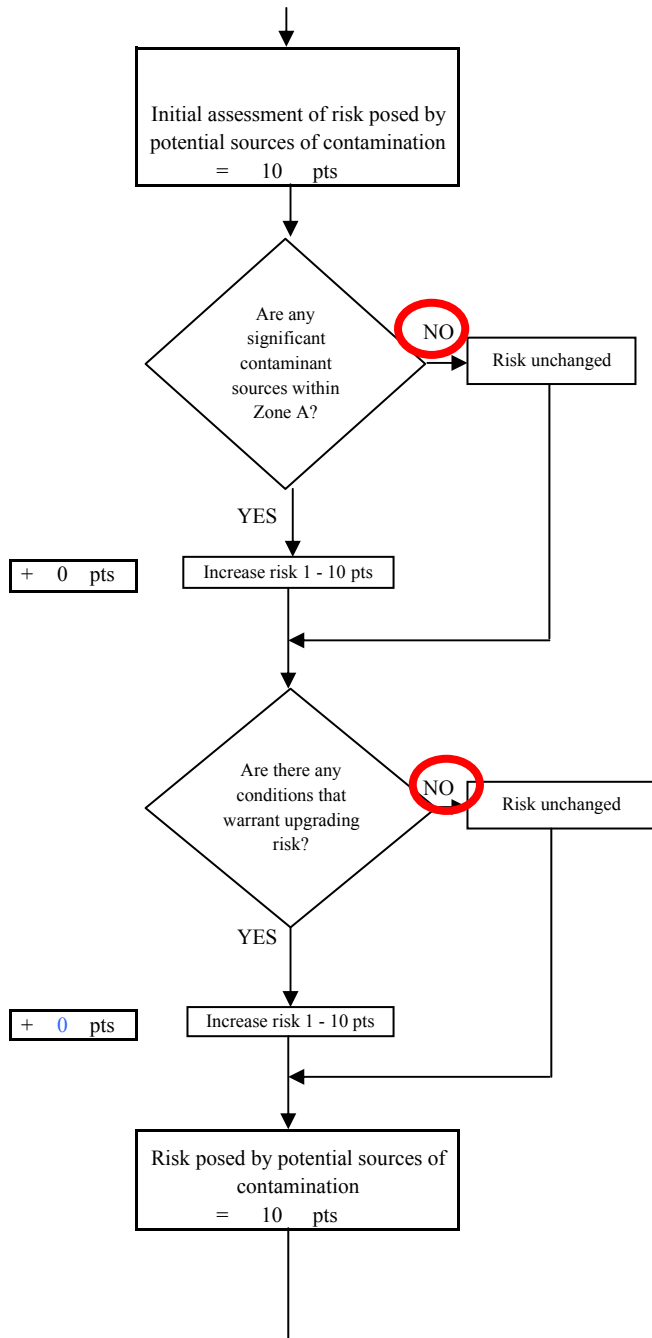 Initial assessment of risk posed by
potential sources of contamination
= 10 pts
Are any
significant
contaminant
sources within
Zone A?
NO
Risk unchanged
YES
+ 0 pts
Increase risk 1 - 10 pts
Are there any
conditions that
warrant upgrading
risk?
NO
Risk unchanged
YES
+ 0 pts
Increase risk 1 - 10 pts
Risk posed by potential sources of
contamination
= 10 pts